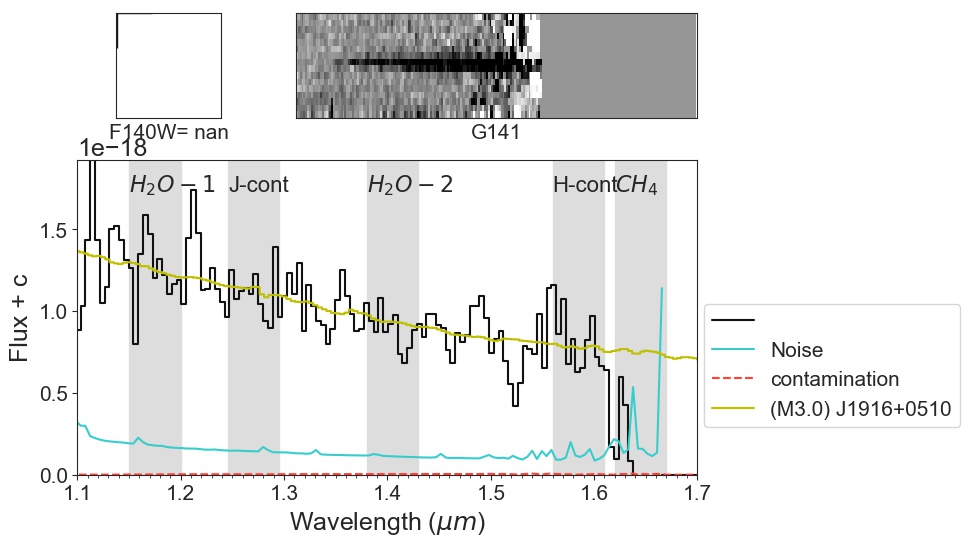 F140W= nan
G141
1e−18
H₂O − 1 J-cont H₂O − 2 H-cont CH₄
1.5
1.0
0.5
0.0
Flux + c
1.1 1.2 1.3 1.4 1.5 1.6 1.7
Wavelength (μm)
Noise
contamination
(M3.0) J1916+0510